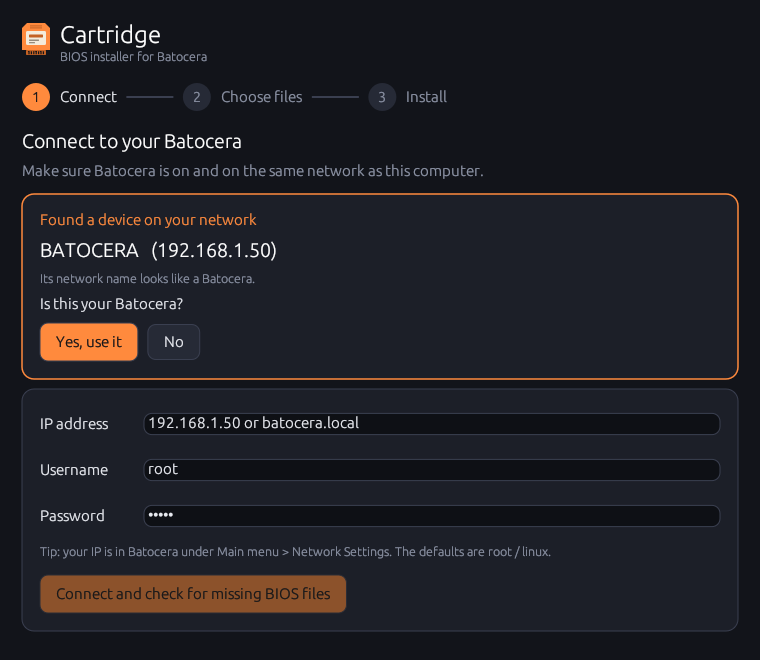 Cartridge
BIOS installer for Batocera
1 Connect 2 Choose files 3 Install
Connect to your Batocera
Make sure Batocera is on and on the same network as this computer.
Found a device on your network
BATOCERA (192.168.1.50)
Its network name looks like a Batocera.
Is this your Batocera?
Yes, use it No
IP address 192.168.1.50 or batocera.local
Username root
Password •••••
Tip: your IP is in Batocera under Main menu > Network Settings. The defaults are root / linux.
Connect and check for missing BIOS files